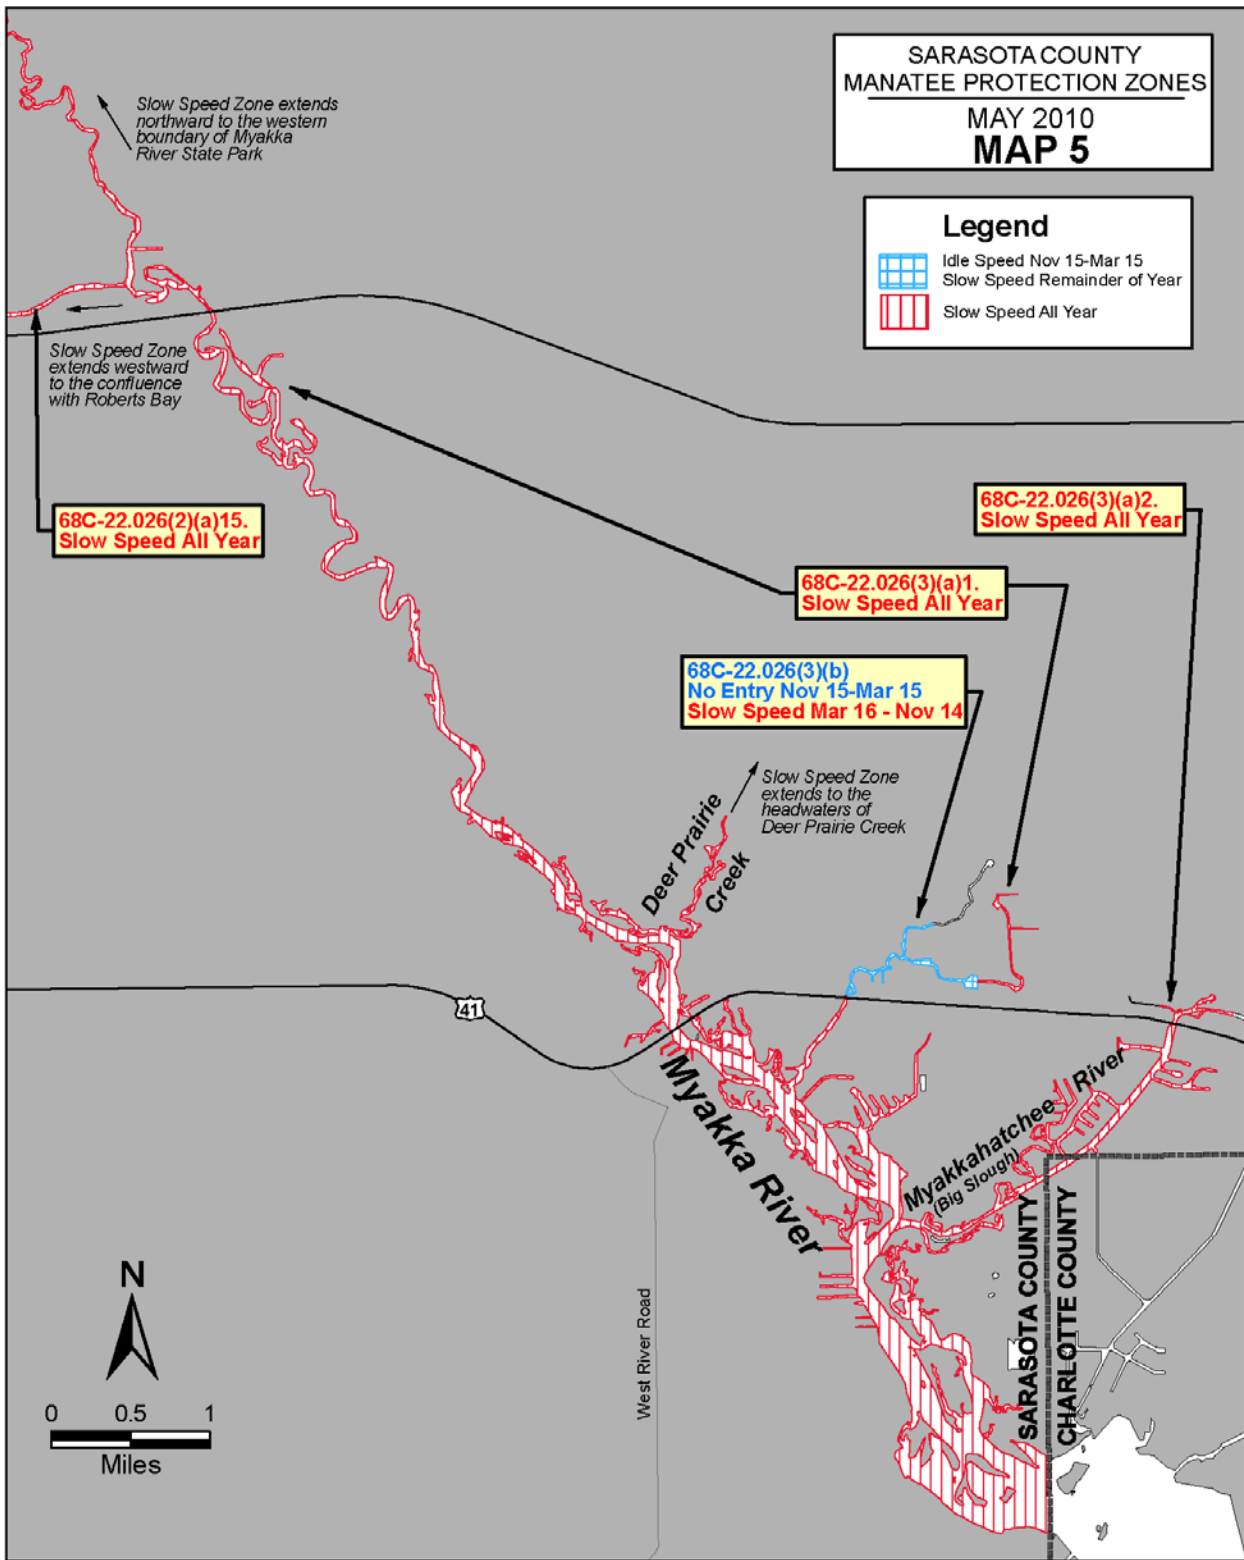 SARASOTA COUNTY
MANATEE PROTECTION ZONES
MAY 2010
MAP 5
Legend
Idle Speed Nov 15-Mar 15
Slow Speed Remainder of Year
Slow Speed All Year
Slow Speed Zone extends
northward to the western
boundary of Myakka
River State Park
Slow Speed Zone
extends westward
to the confluence
with Roberts Bay
68C-22.026(2)(a)15.
Slow Speed All Year
68C-22.026(3)(a)2.
Slow Speed All Year
68C-22.026(3)(a)1.
Slow Speed All Year
68C-22.026(3)(b)
No Entry Nov 15-Mar 15
Slow Speed Mar 16 - Nov 14
Slow Speed Zone
extends to the
headwaters of
Deer Prairie Creek
Deer Prairie
Creek
41
Myakka River
Myakkahatchee River
(Big Slough)
SARASOTA COUNTY
CHARLOTTE COUNTY
West River Road
N
0 0.5 1
Miles